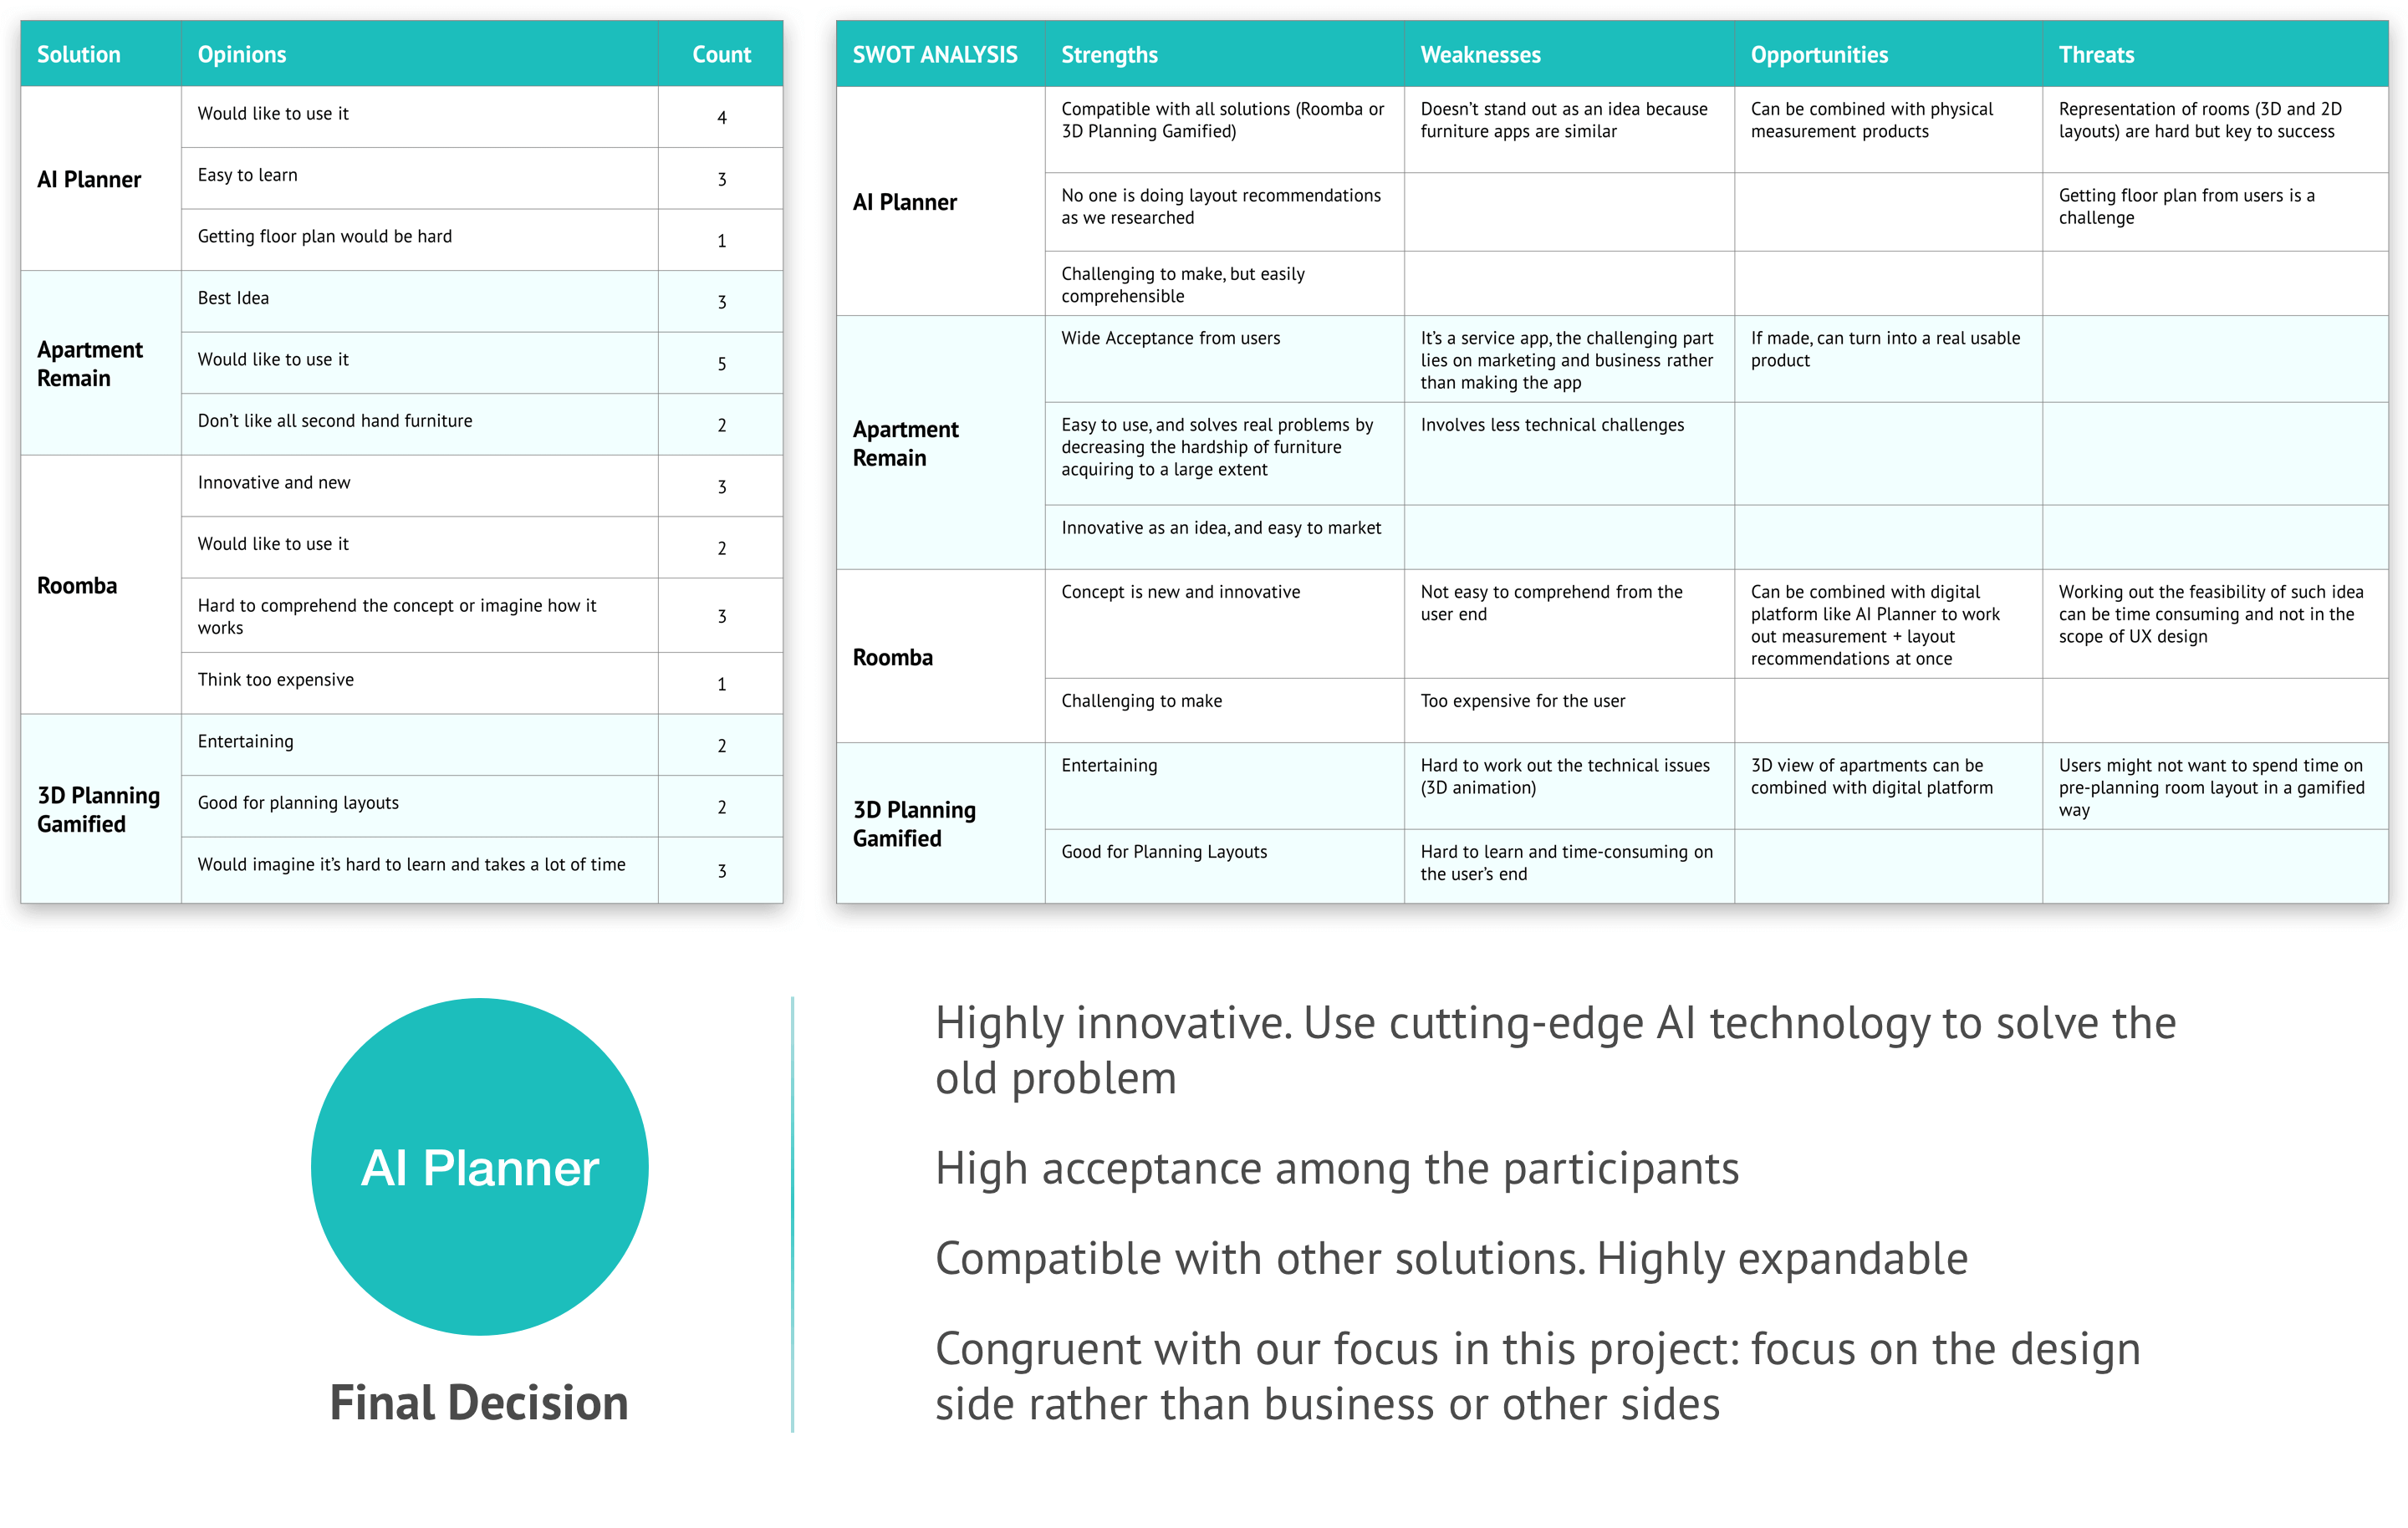 Solution Opinions Count
AI Planner
Would like to use it 4
Easy to learn 3
Getting floor plan would be hard 1
Apartment
Remain
Best Idea 3
Would like to use it 5
Don't like all second hand furniture 2
Roomba
Innovative and new 3
Would like to use it 2
Hard to comprehend the concept or imagine how it
works 3
Think too expensive 1
3D Planning
Gamified
Entertaining 2
Good for planning layouts 2
Would imagine it's hard to learn and takes a lot of time 3
SWOT ANALYSIS Strengths Weaknesses Opportunities Threats
AI Planner
Compatible with all solutions (Roomba or
3D Planning Gamified)
Doesn't stand out as an idea because
furniture apps are similar
Can be combined with physical
measurement products
Representation of rooms (3D and 2D
layouts) are hard but key to success
No one is doing layout recommendations
as we researched
Getting floor plan from users is a
challenge
Challenging to make, but easily
comprehensible
Apartment
Remain
Wide Acceptance from users
It's a service app, the challenging part
lies on marketing and business rather
than making the app
If made, can turn into a real usable
product
Easy to use, and solves real problems by
decreasing the hardship of furniture
acquiring to a large extent
Involves less technical challenges
Innovative as an idea, and easy to market
Roomba
Concept is new and innovative
Not easy to comprehend from the
user end
Can be combined with digital
platform like AI Planner to work
out measurement + layout
recommendations at once
Working out the feasibility of such idea
can be time consuming and not in the
scope of UX design
Challenging to make
Too expensive for the user
3D Planning
Gamified
Entertaining
Hard to work out the technical issues
(3D animation)
3D view of apartments can be
combined with digital platform
Users might not want to spend time on
pre-planning room layout in a gamified
way
Good for Planning Layouts
Hard to learn and time-consuming on
the user's end
AI Planner
Final Decision
Highly innovative. Use cutting-edge AI technology to solve the
old problem
High acceptance among the participants
Compatible with other solutions. Highly expandable
Congruent with our focus in this project: focus on the design
side rather than business or other sides